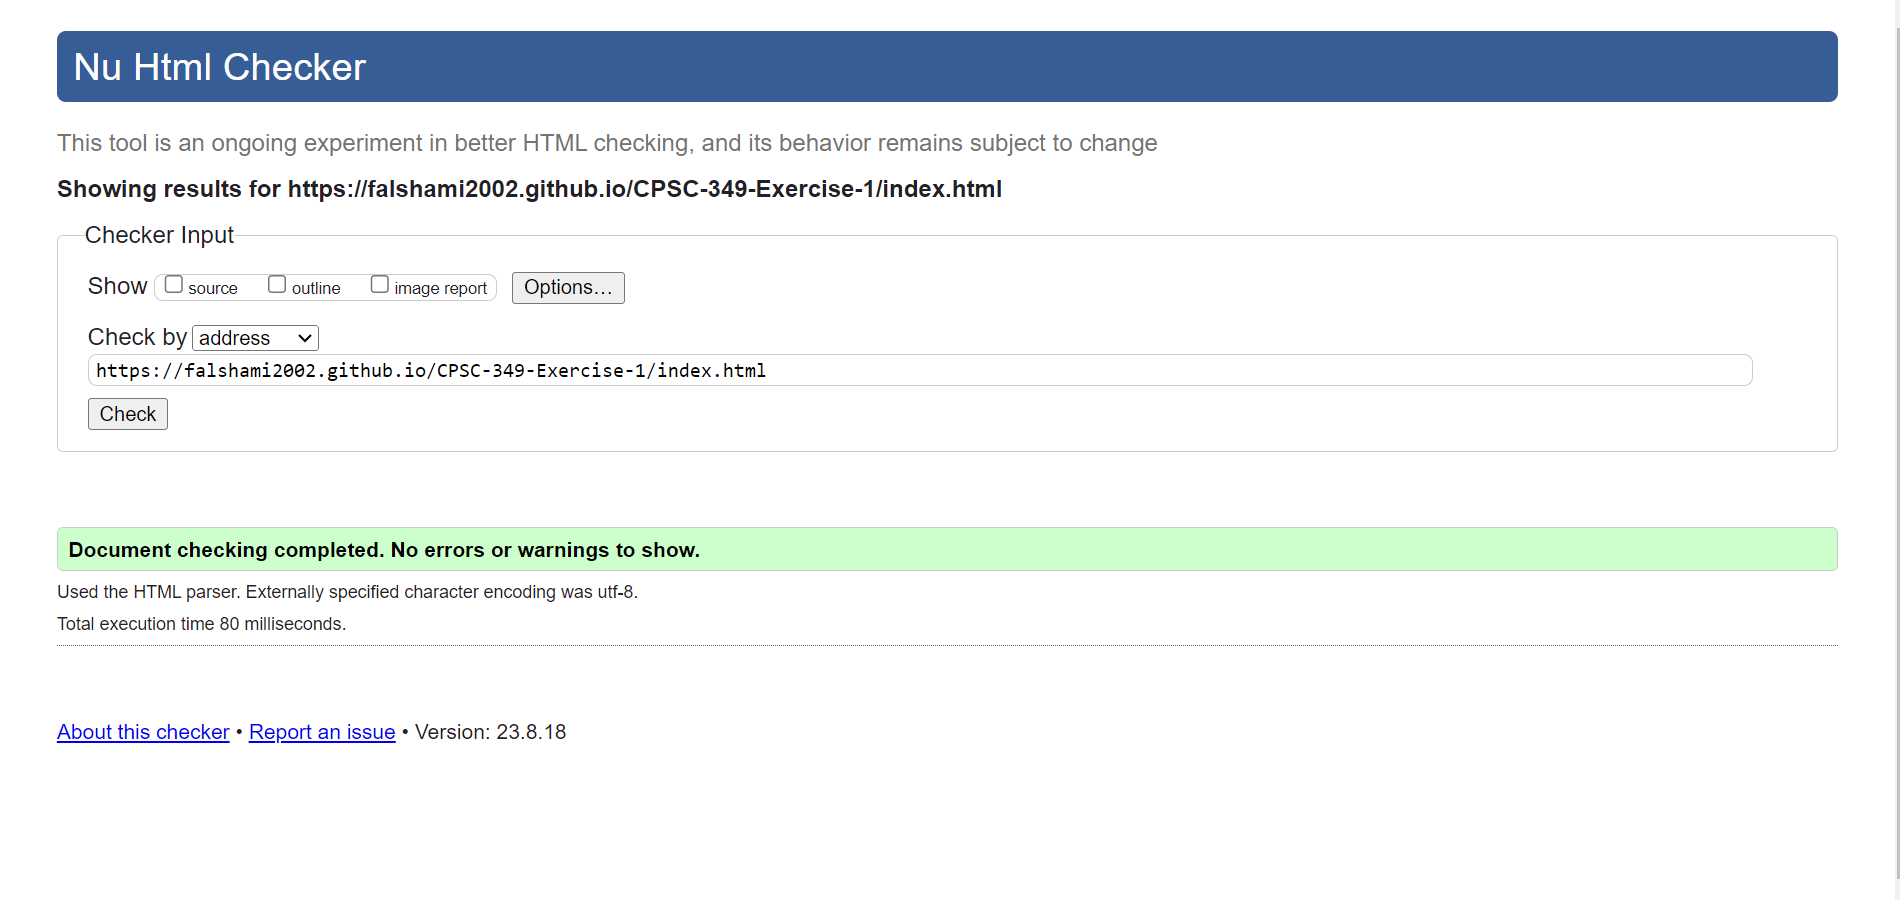 Nu Html Checker
This tool is an ongoing experiment in better HTML checking, and its behavior remains subject to change
Showing results for https://falshami2002.github.io/CPSC-349-Exercise-1/index.html
Checker Input
Show source outline image report Options...
Check by address
https://falshami2002.github.io/CPSC-349-Exercise-1/index.html
Check
Document checking completed. No errors or warnings to show.
Used the HTML parser. Externally specified character encoding was utf-8.
Total execution time 80 milliseconds.
About this checker • Report an issue • Version: 23.8.18